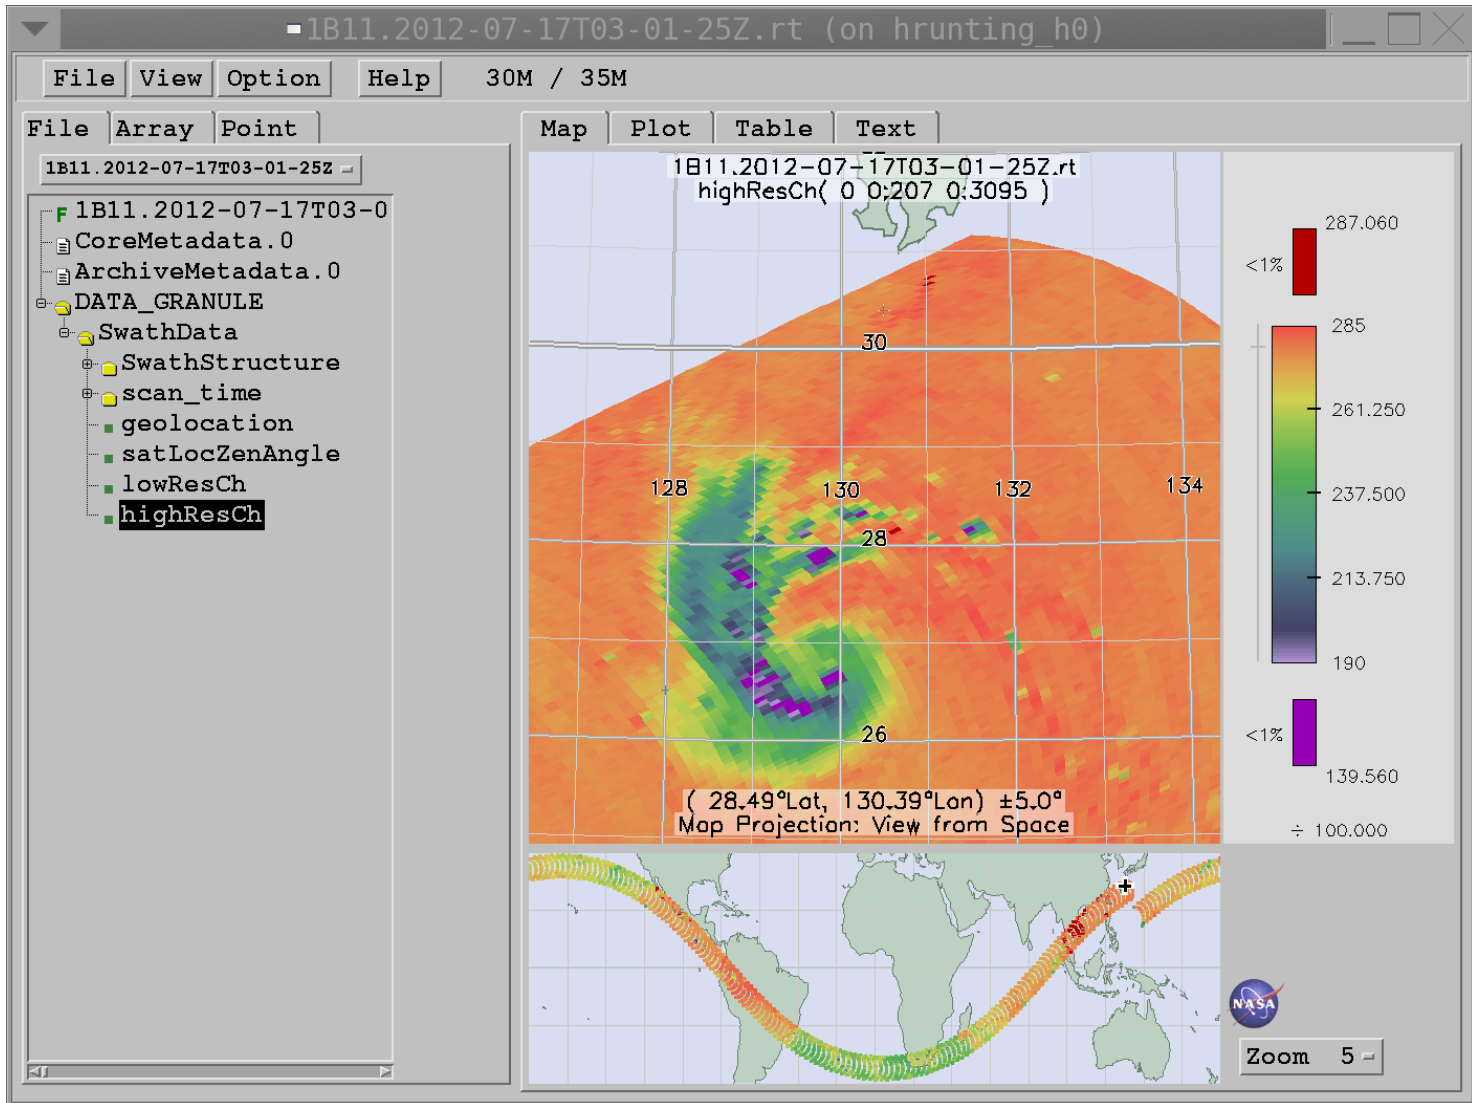 1B11.2012-07-17T03-01-25Z.rt (on hrunting_h0)
File View Option Help 30M / 35M
File Array Point
Map Plot Table Text
1B11.2012-07-17T03-01-25Z
F 1B11.2012-07-17T03-0
CoreMetadata.0
ArchiveMetadata.0
DATA_GRANULE
SwathData
SwathStructure
scan_time
geolocation
satLocZenAngle
lowResCh
highResCh
1B11.2012-07-17T03-01-25Z.rt
highResCh( 0 0:207 0:3095 )
30
128 130 132 134
28
26
( 28.49°Lat, 130.39°Lon) ±5.0°
Map Projection: View from Space
287.060
<1%
285
261.250
237.500
213.750
190
<1%
139.560
÷ 100.000
NASA
Zoom 5